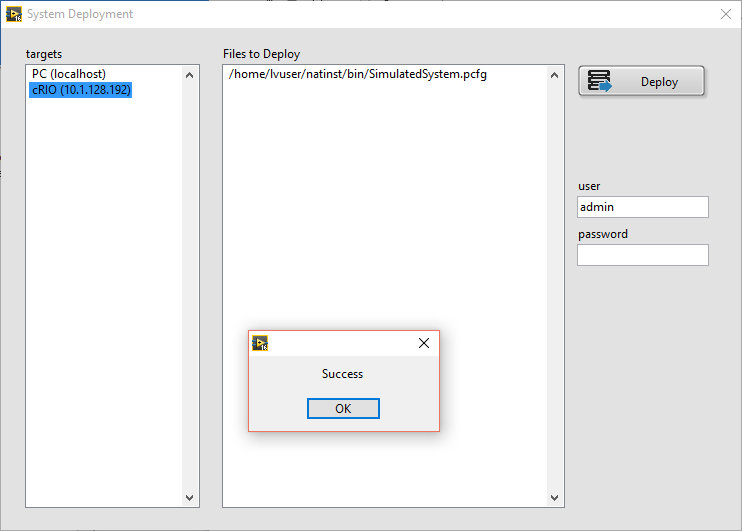 System Deployment
targets
PC (localhost)
cRIO (10.1.128.192)
Files to Deploy
/home/lvuser/natinst/bin/SimulatedSystem.pcfg
Deploy
user
admin
password
Success
OK